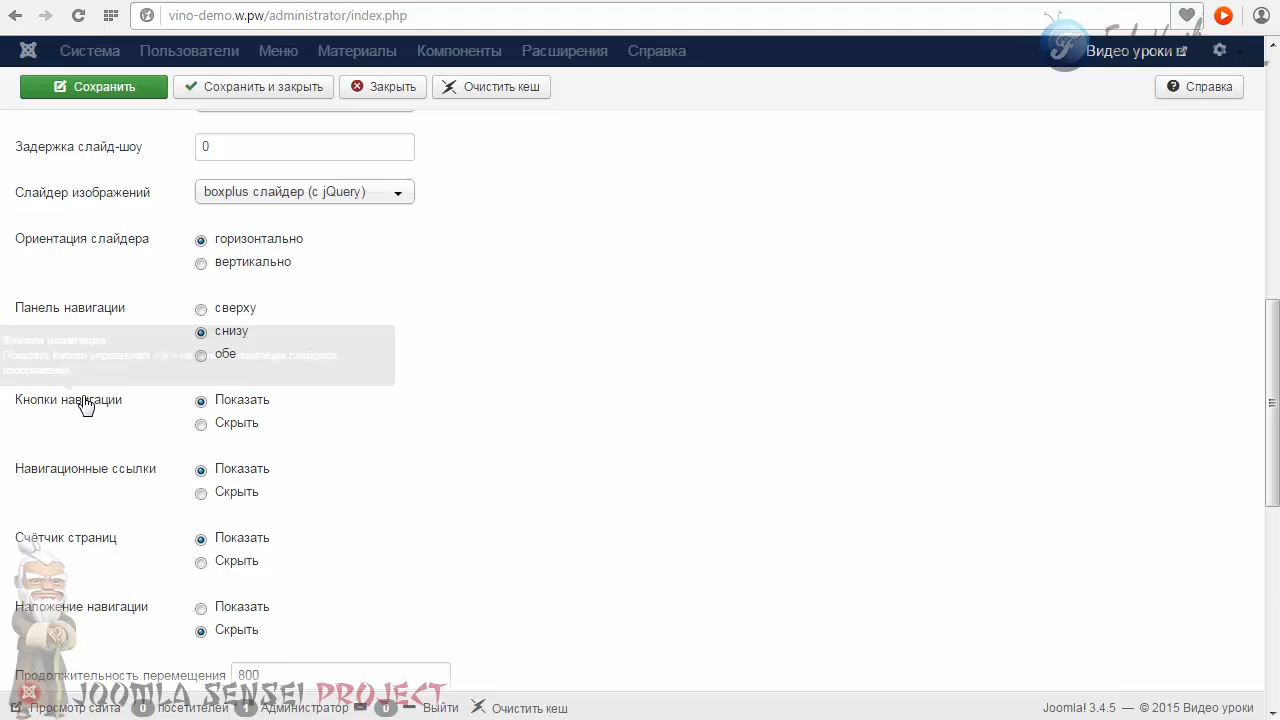 vino-demo.w.pw/administrator/index.php
Система Пользователи Меню Материалы Компоненты Расширения Справка Видео уроки
Сохранить Сохранить и закрыть Закрыть Очистить кеш Справка
Задержка слайд-шоу 0
Слайдер изображений boxplus слайдер (с jQuery)
Ориентация слайдера горизонтально
вертикально
Панель навигации сверху
снизу
обе
Кнопки навигации
Кнопки навигации Показать
Скрыть
Навигационные ссылки Показать
Скрыть
Счётчик страниц Показать
Скрыть
Наложение навигации Показать
Скрыть
Продолжительность перемещения 800
JOOMLA SENSEI PROJECT
Просмотр сайта 0 посетителей 1 Администратор 0 Выйти Очистить кеш Joomla! 3.4.5 — © 2015 Видео уроки